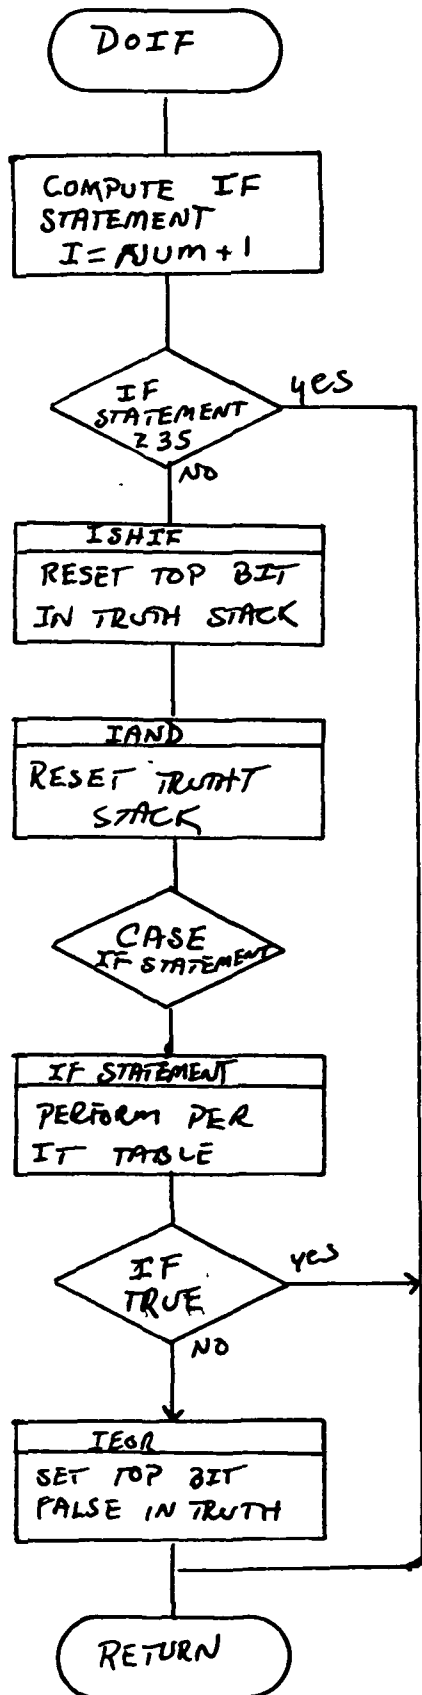 DOIF
COMPUTE IF
STATEMENT
I = NUM + 1
IF
STATEMENT
≥ 35
yes
NO
ISHIF
RESET TOP BIT
IN TRUTH STACK
IAND
RESET TRUTHT
STACK
CASE
IF STATEMENT
IF STATEMENT
PERFORM PER
IT TABLE
IF
TRUE
yes
NO
IEOR
SET TOP BIT
FALSE IN TRUTH
RETURN